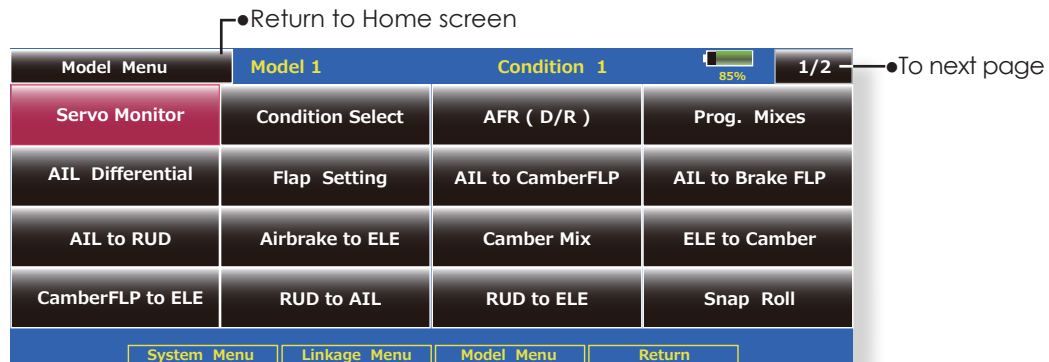 ●Return to Home screen
Model Menu Model 1 Condition 1 85% 1/2 ●To next page
Servo Monitor Condition Select AFR ( D/R ) Prog. Mixes
AIL Differential Flap Setting AIL to CamberFLP AIL to Brake FLP
AIL to RUD Airbrake to ELE Camber Mix ELE to Camber
CamberFLP to ELE RUD to AIL RUD to ELE Snap Roll
System Menu Linkage Menu Model Menu Return